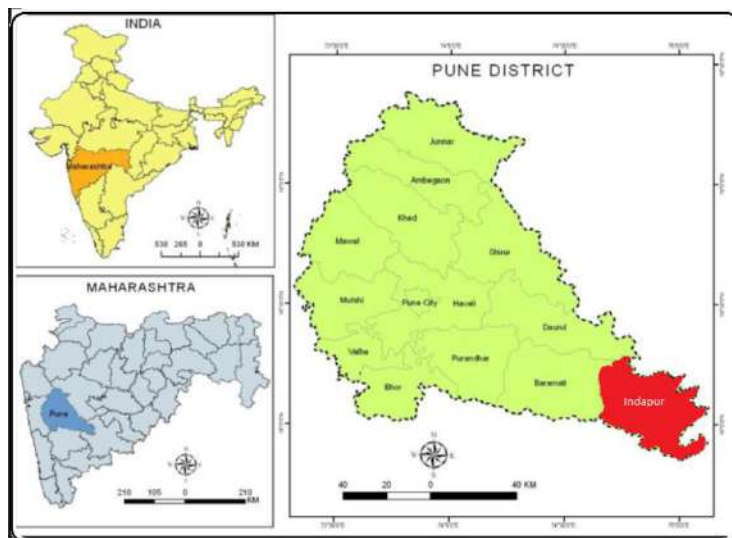 INDIA
Maharashtra
N
W E
S
530 265 0 530 KM
MAHARASHTRA
Pune
N
W E
S
210 105 0 210
KM
PUNE DISTRICT
Junnar
Ambegaon
Khed
Mawal
Shirur
Mulshi
Pune City
Haveli
Daund
Velhe
Purandhar
Bhor
Baramati
Indapur
N
W E
S
40 20 0 40 KM